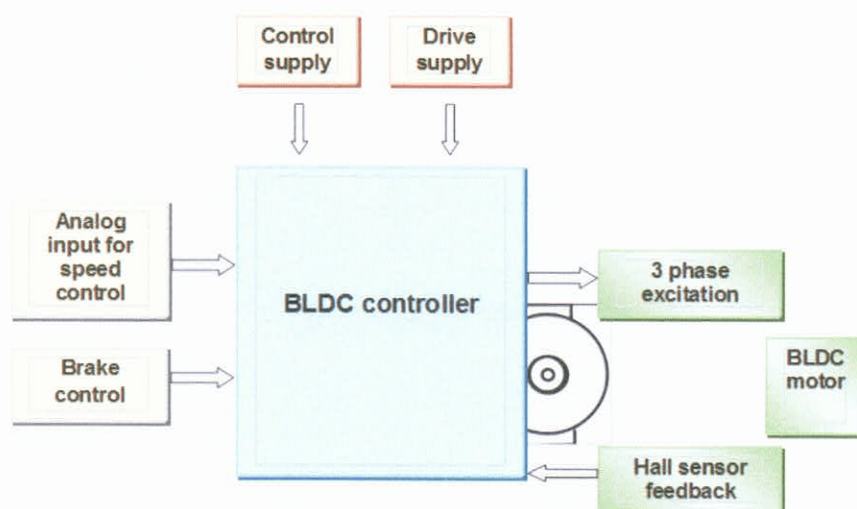 Control
supply
Drive
supply
Analog
input for
speed
control
BLDC controller
3 phase
excitation
Brake
control
BLDC
motor
Hall sensor
feedback